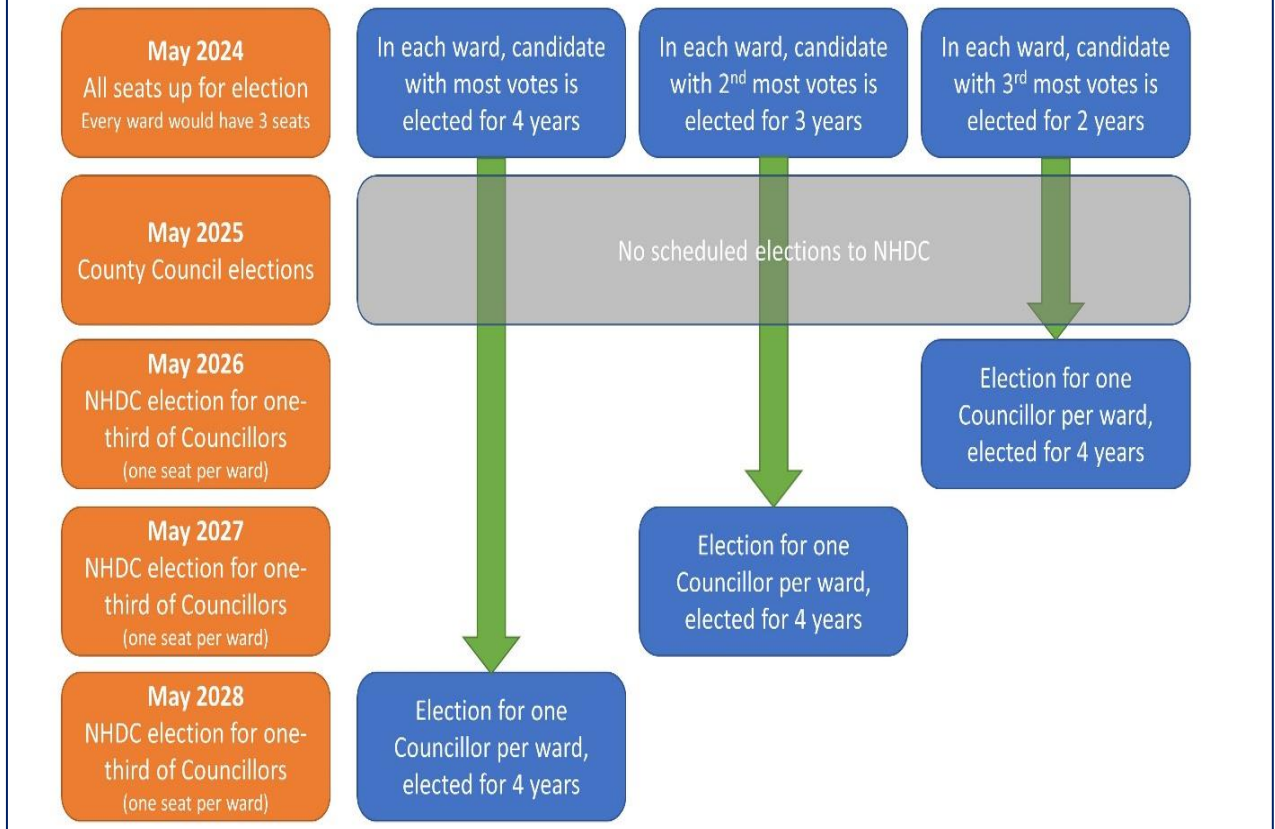 May 2024
All seats up for election
Every ward would have 3 seats
In each ward, candidate
with most votes is
elected for 4 years
In each ward, candidate
with 2nd most votes is
elected for 3 years
In each ward, candidate
with 3rd most votes is
elected for 2 years
May 2025
County Council elections
No scheduled elections to NHDC
May 2026
NHDC election for one-
third of Councillors
(one seat per ward)
Election for one
Councillor per ward,
elected for 4 years
May 2027
NHDC election for one-
third of Councillors
(one seat per ward)
Election for one
Councillor per ward,
elected for 4 years
May 2028
NHDC election for one-
third of Councillors
(one seat per ward)
Election for one
Councillor per ward,
elected for 4 years